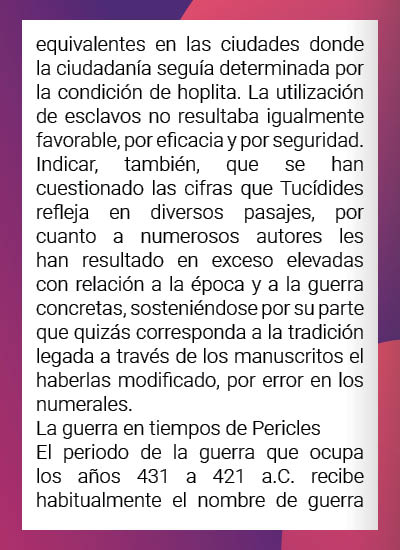 equivalentes en las ciudades donde
la ciudadanía seguía determinada por
la condición de hoplita. La utilización
de esclavos no resultaba igualmente
favorable, por eficacia y por seguridad.
Indicar, también, que se han
cuestionado las cifras que Tucídides
refleja en diversos pasajes, por
cuanto a numerosos autores les
han resultado en exceso elevadas
con relación a la época y a la guerra
concretas, sosteniéndose por su parte
que quizás corresponda a la tradición
legada a través de los manuscritos el
haberlas modificado, por error en los
numerales.
La guerra en tiempos de Pericles
El periodo de la guerra que ocupa
los años 431 a 421 a.C. recibe
habitualmente el nombre de guerra